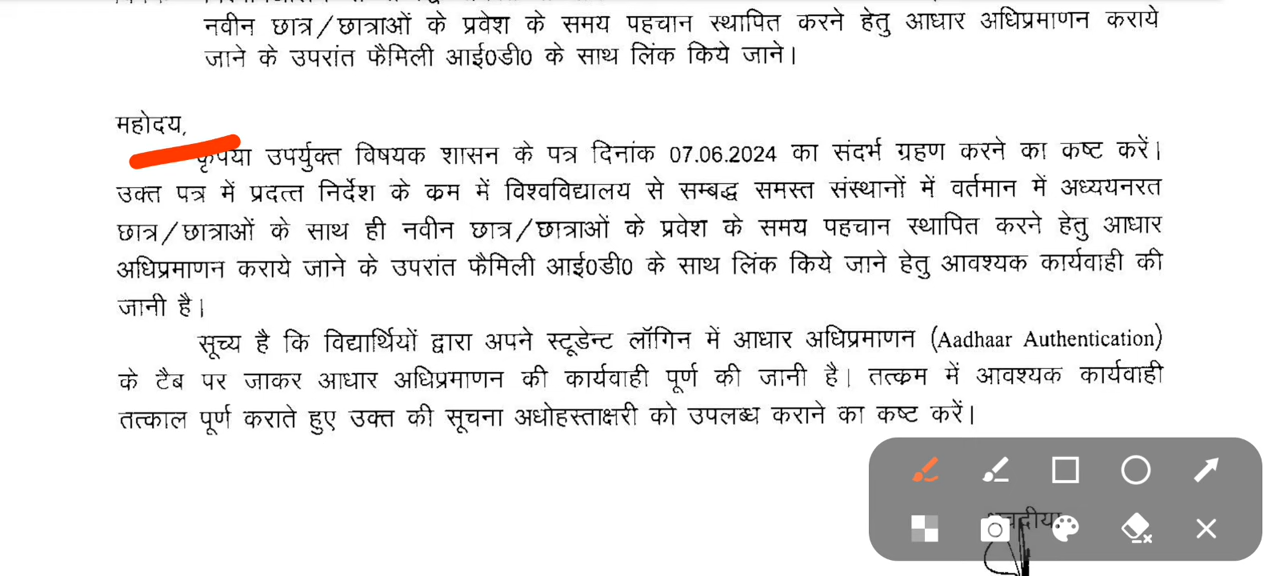 नवीन छात्र/छात्राओं के प्रवेश के समय पहचान स्थापित करने हेतु आधार अधिप्रमाणन कराये
जाने के उपरांत फैमिली आई0डी0 के साथ लिंक किये जाने।
महोदय,
कृपया उपर्युक्त विषयक शासन के पत्र दिनांक 07.06.2024 का संदर्भ ग्रहण करने का कष्ट करें।
उक्त पत्र में प्रदत्त निर्देश के क्रम में विश्वविद्यालय से सम्बद्ध समस्त संस्थानों में वर्तमान में अध्ययनरत
छात्र/छात्राओं के साथ ही नवीन छात्र/छात्राओं के प्रवेश के समय पहचान स्थापित करने हेतु आधार
अधिप्रमाणन कराये जाने के उपरांत फैमिली आई0डी0 के साथ लिंक किये जाने हेतु आवश्यक कार्यवाही की
जानी है।
सूच्य है कि विद्यार्थियों द्वारा अपने स्टूडेन्ट लॉगिन में आधार अधिप्रमाणन (Aadhaar Authentication)
के टैब पर जाकर आधार अधिप्रमाणन की कार्यवाही पूर्ण की जानी है। तत्क्रम में आवश्यक कार्यवाही
तत्काल पूर्ण कराते हुए उक्त की सूचना अधोहस्ताक्षरी को उपलब्ध कराने का कष्ट करें।